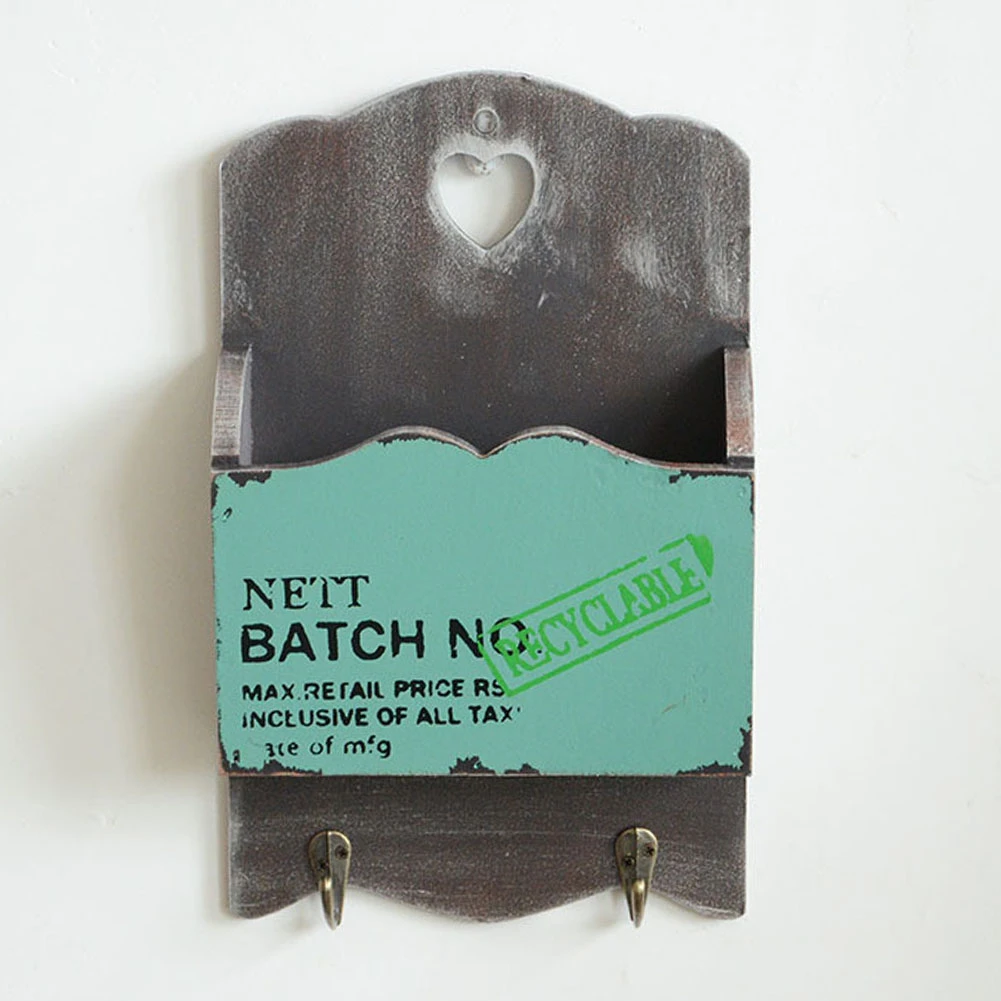 NETT
BATCH NO.
RECYCLABLE
MAX.RETAIL PRICE RS
INCLUSIVE OF ALL TAX'
ate of mfg